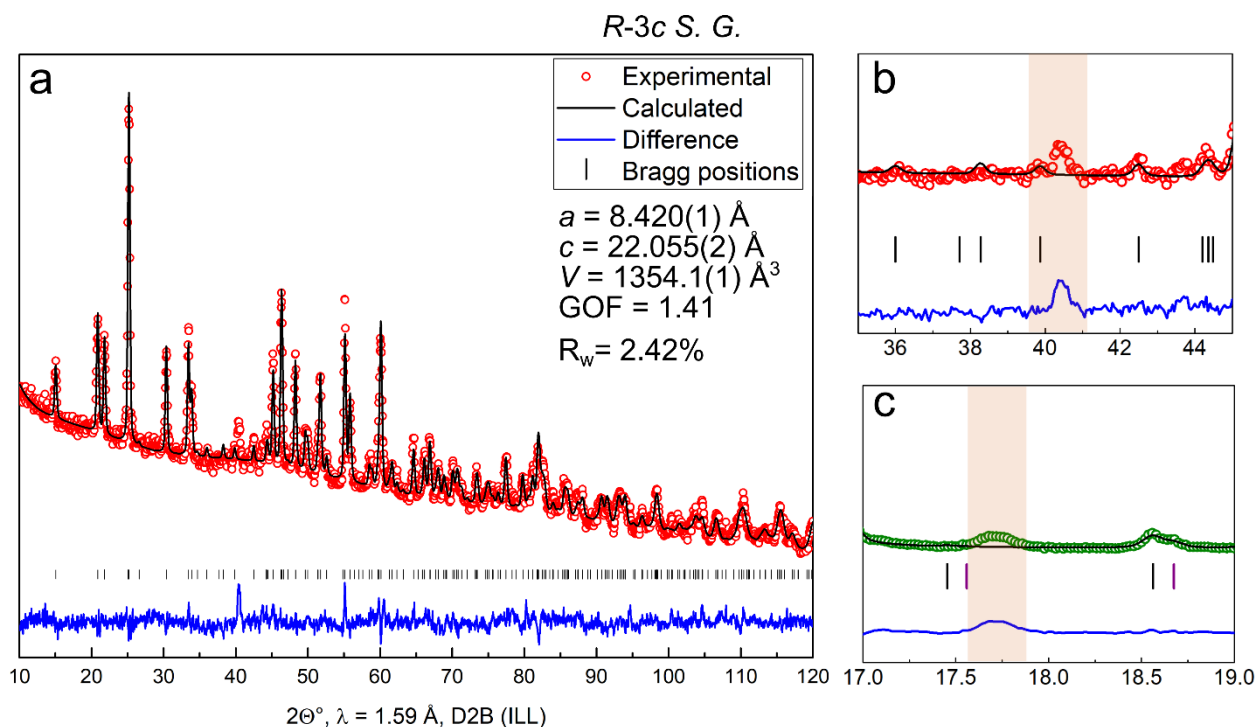 R-3c S. G.
a
Experimental
Calculated
Difference
Bragg positions
a = 8.420(1) Å
c = 22.055(2) Å
V = 1354.1(1) Å³
GOF = 1.41
R_w= 2.42%
10 20 30 40 50 60 70 80 90 100 110 120
2Θ°, λ = 1.59 Å, D2B (ILL)
b
36 38 40 42 44
c
17.0 17.5 18.0 18.5 19.0